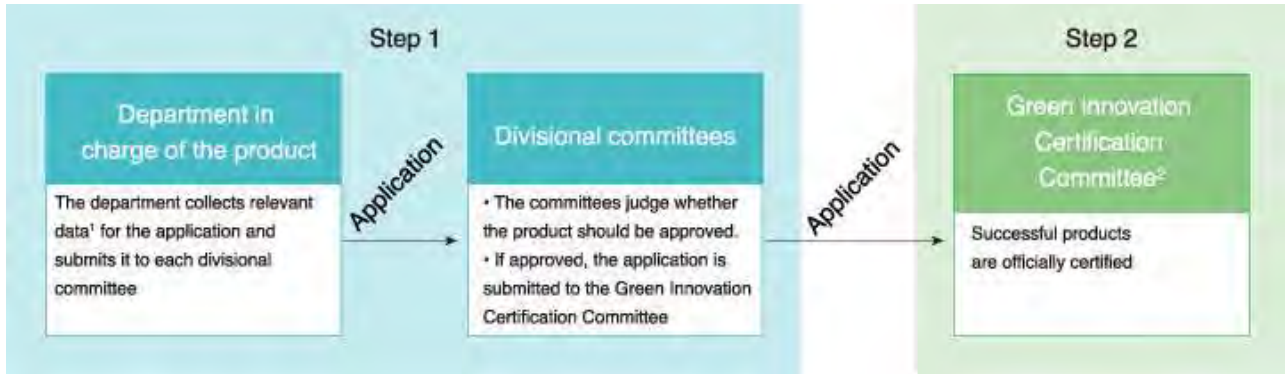 Step 1
Department in
charge of the product
The department collects relevant
data¹ for the application and
submits it to each divisional
committee
Application
Divisional committees
• The committees judge whether
the product should be approved.
• If approved, the application is
submitted to the Green Innovation
Certification Committee
Application
Step 2
Green Innovation
Certification
Committee²
Successful products
are officially certified